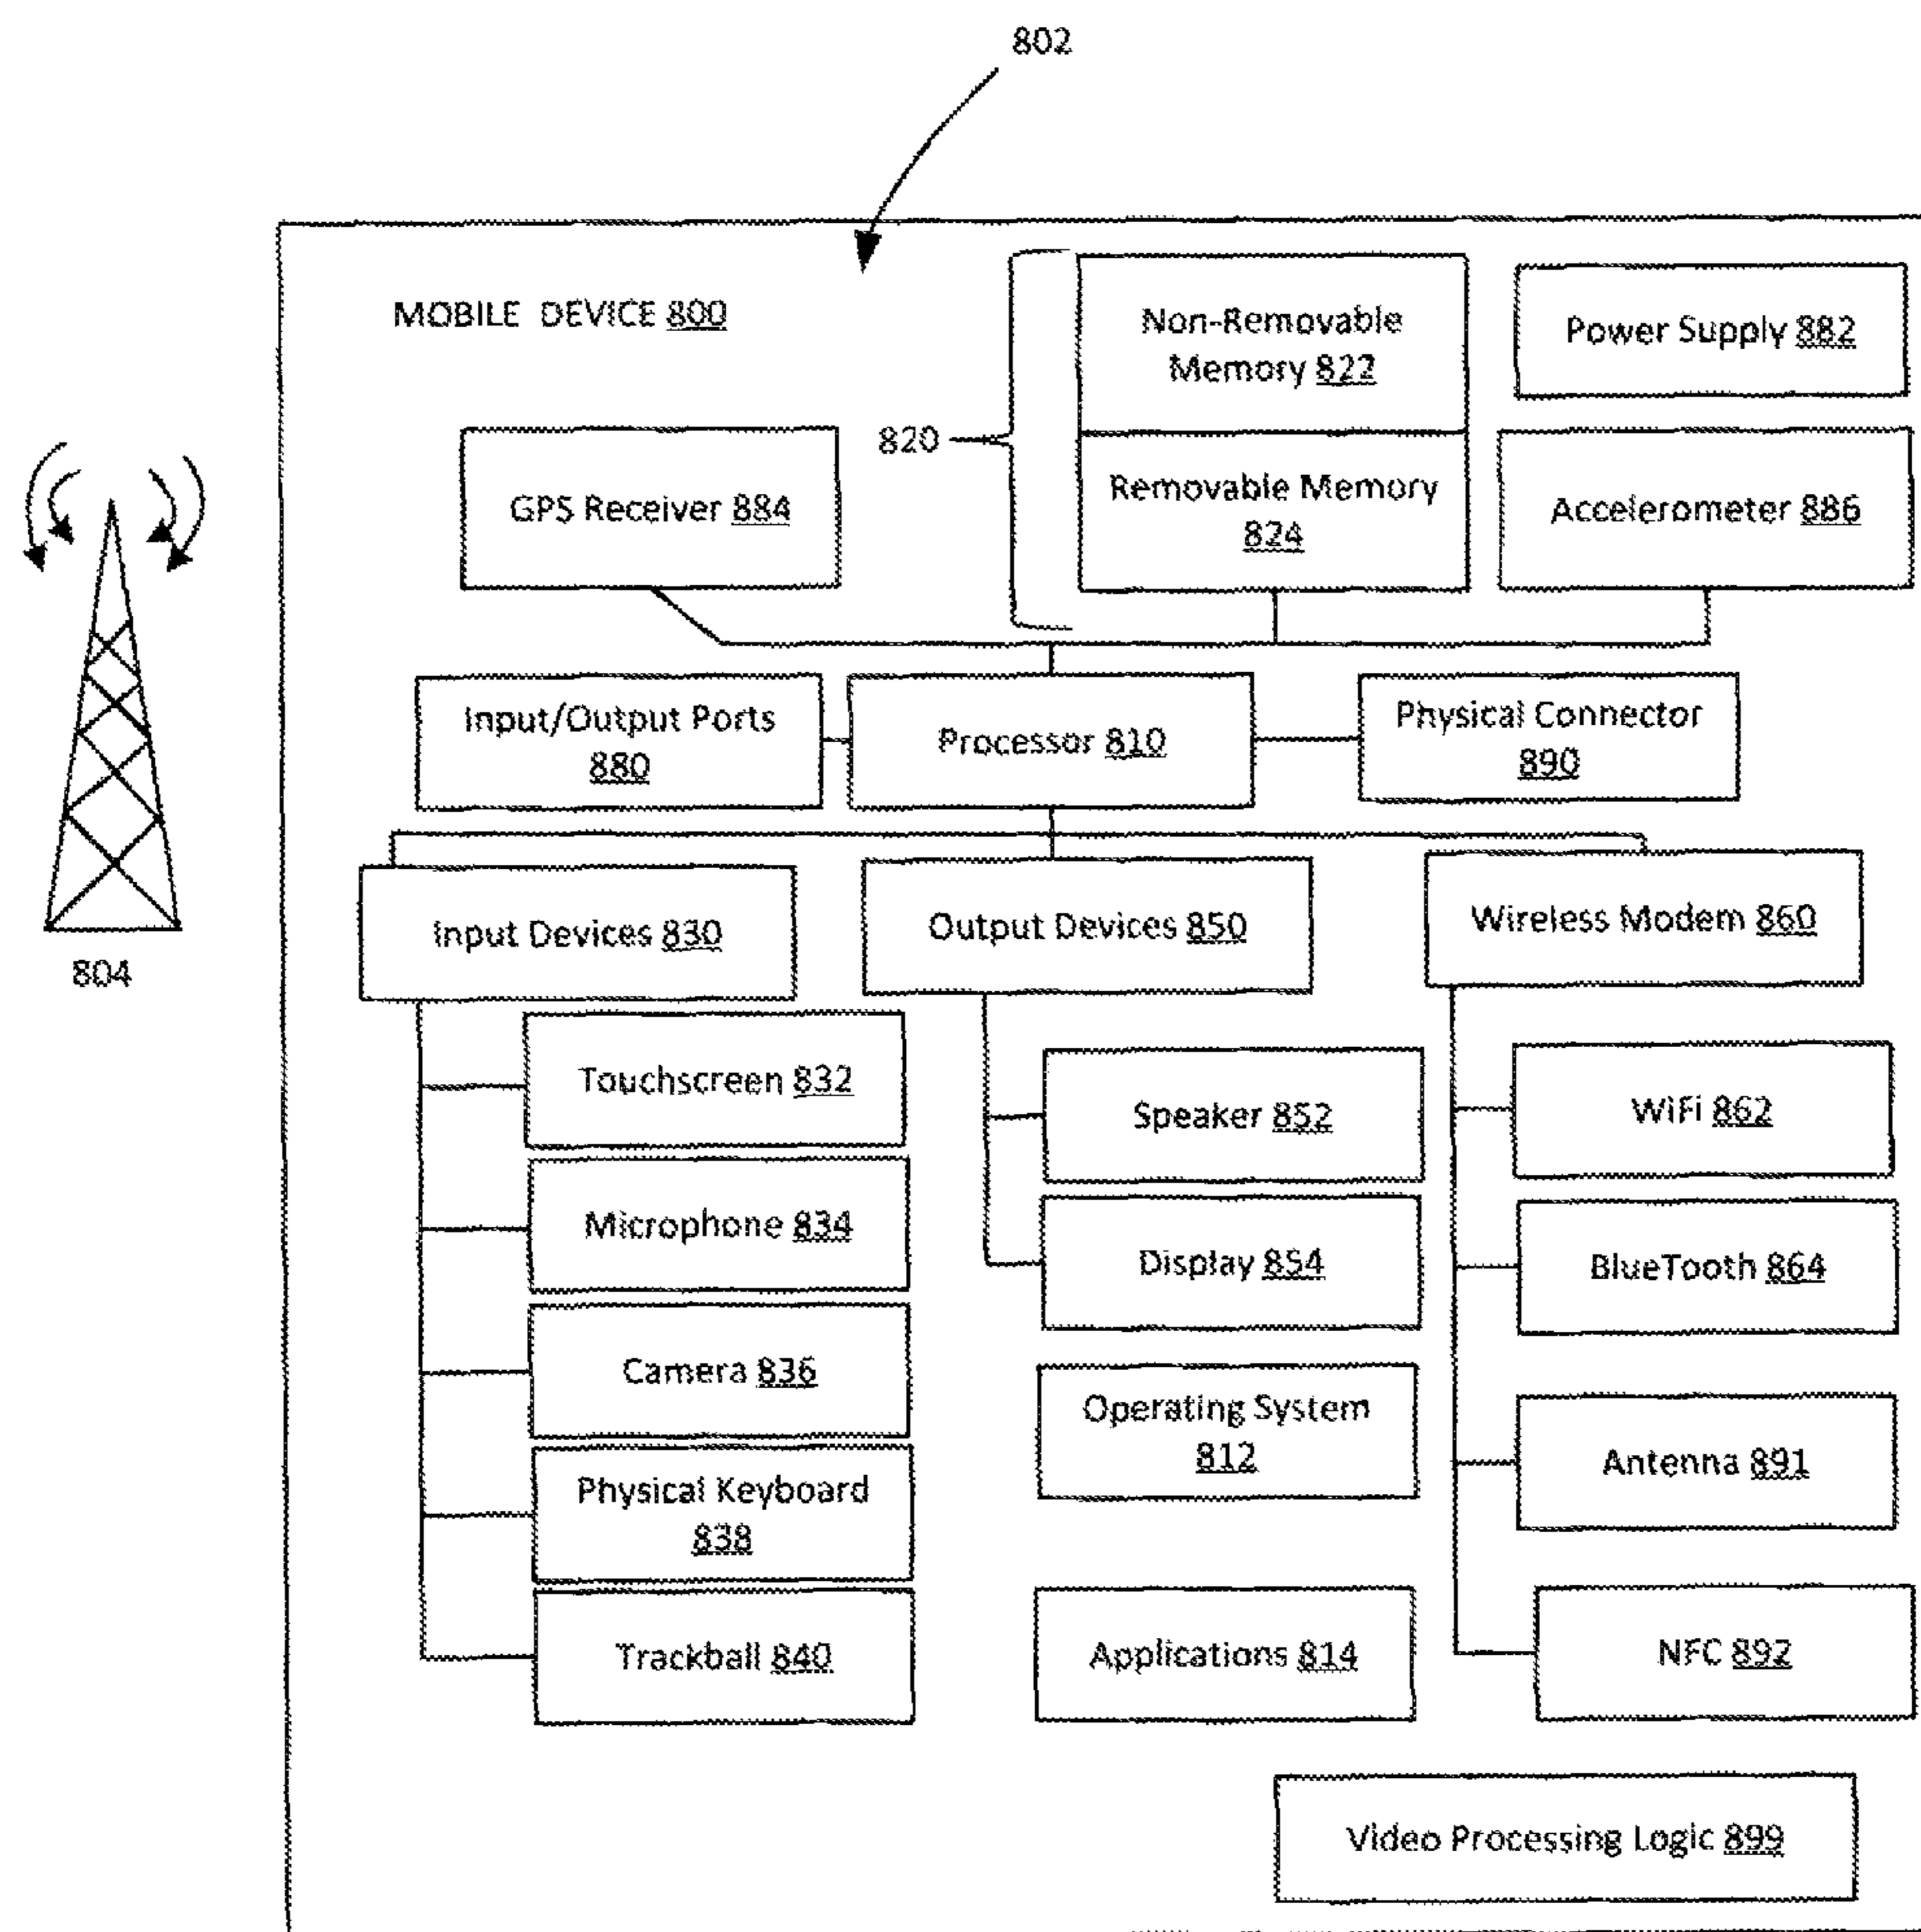 802
MOBILE DEVICE 800
Non-Removable
Memory 822
Power Supply 882
820
GPS Receiver 884
Removable Memory
824
Accelerometer 886
Input/Output Ports
880
Processor 810
Physical Connector
890
804
Input Devices 830
Output Devices 850
Wireless Modem 860
Touchscreen 832
Microphone 834
Camera 836
Physical Keyboard
838
Trackball 840
Speaker 852
Display 854
Operating System
812
Applications 814
WiFi 862
BlueTooth 864
Antenna 891
NFC 892
Video Processing Logic 899